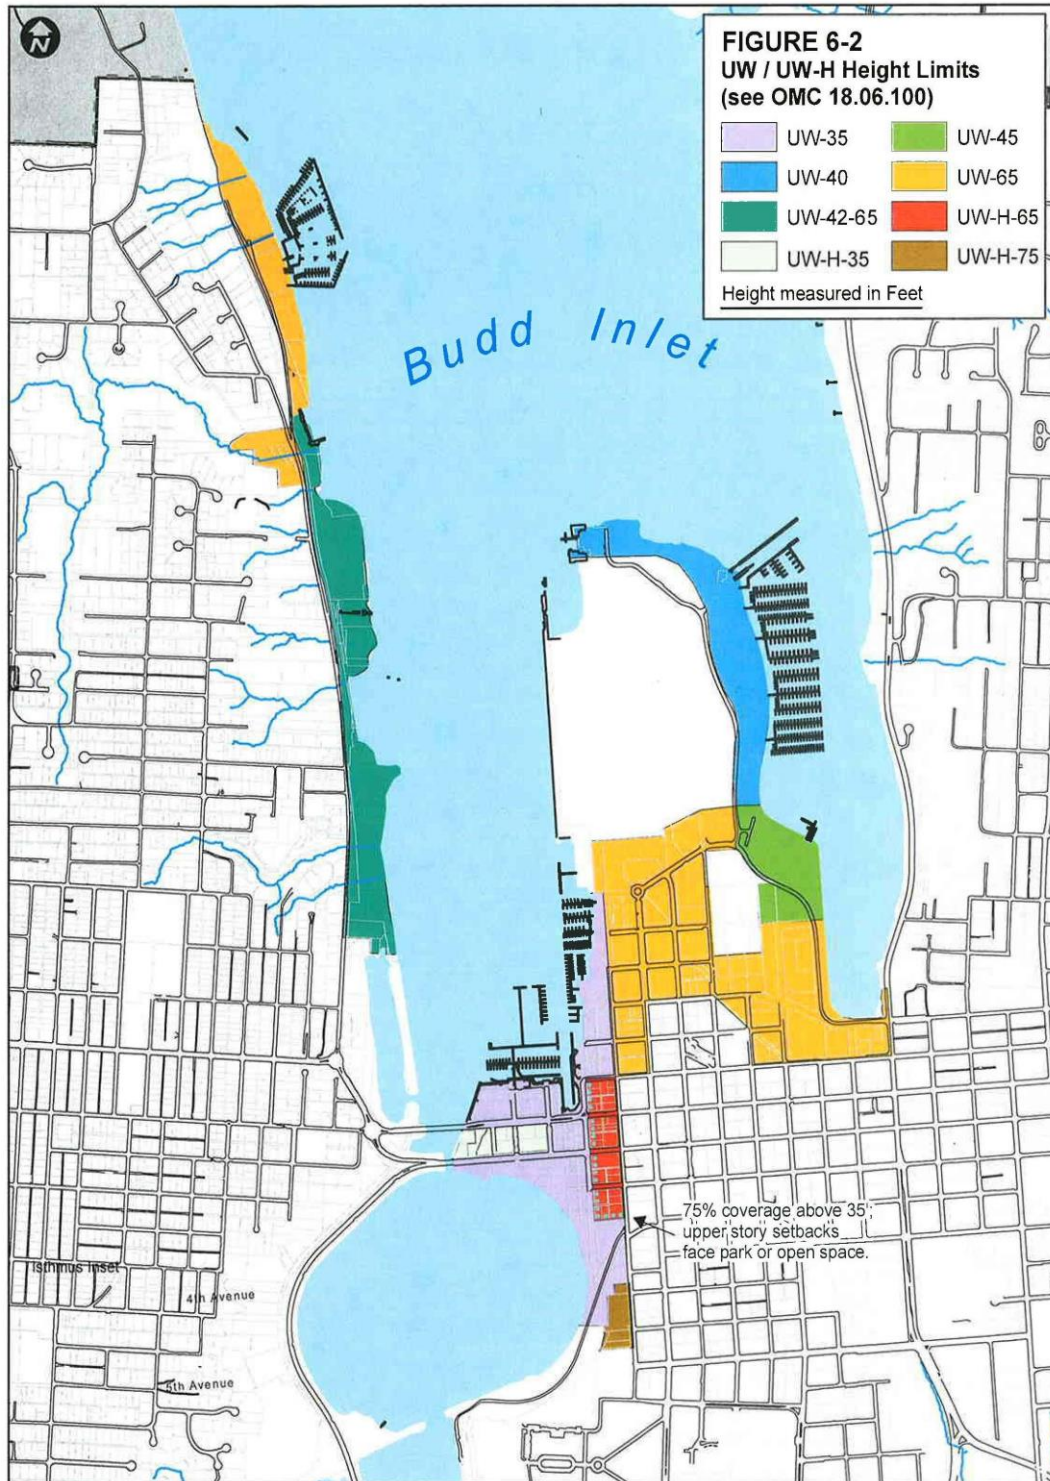 N
FIGURE 6-2
UW / UW-H Height Limits
(see OMC 18.06.100)
UW-35
UW-45
UW-40
UW-65
UW-42-65
UW-H-65
UW-H-35
UW-H-75
Height measured in Feet
Budd Inlet
75% coverage above 35';
upper story setbacks
face park or open space.
Isthmus Inset
4th Avenue
5th Avenue